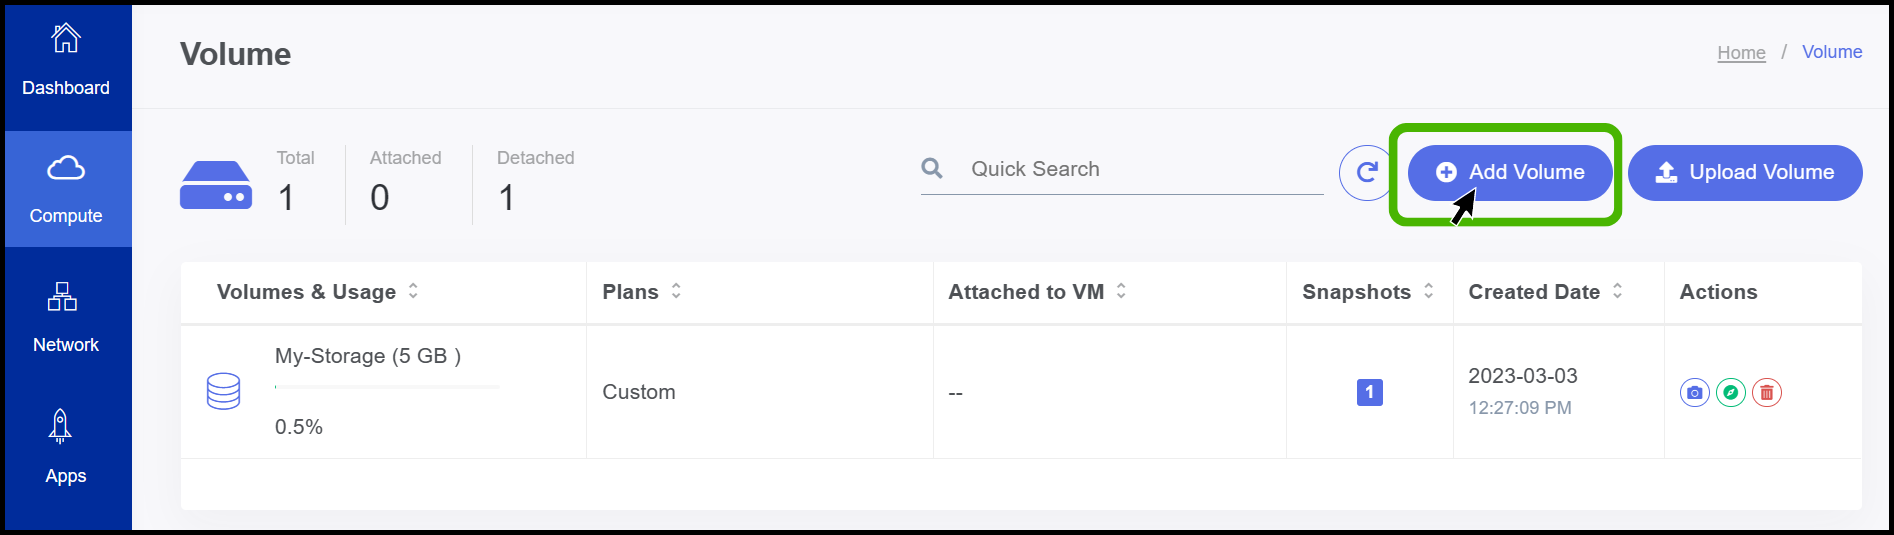 Dashboard
Compute
Network
Apps
Volume
Home / Volume
Total
1
Attached
0
Detached
1
Quick Search
Add Volume
Upload Volume
Volumes & Usage
Plans
Attached to VM
Snapshots
Created Date
Actions
My-Storage (5 GB )
0.5%
Custom
--
1
2023-03-03
12:27:09 PM